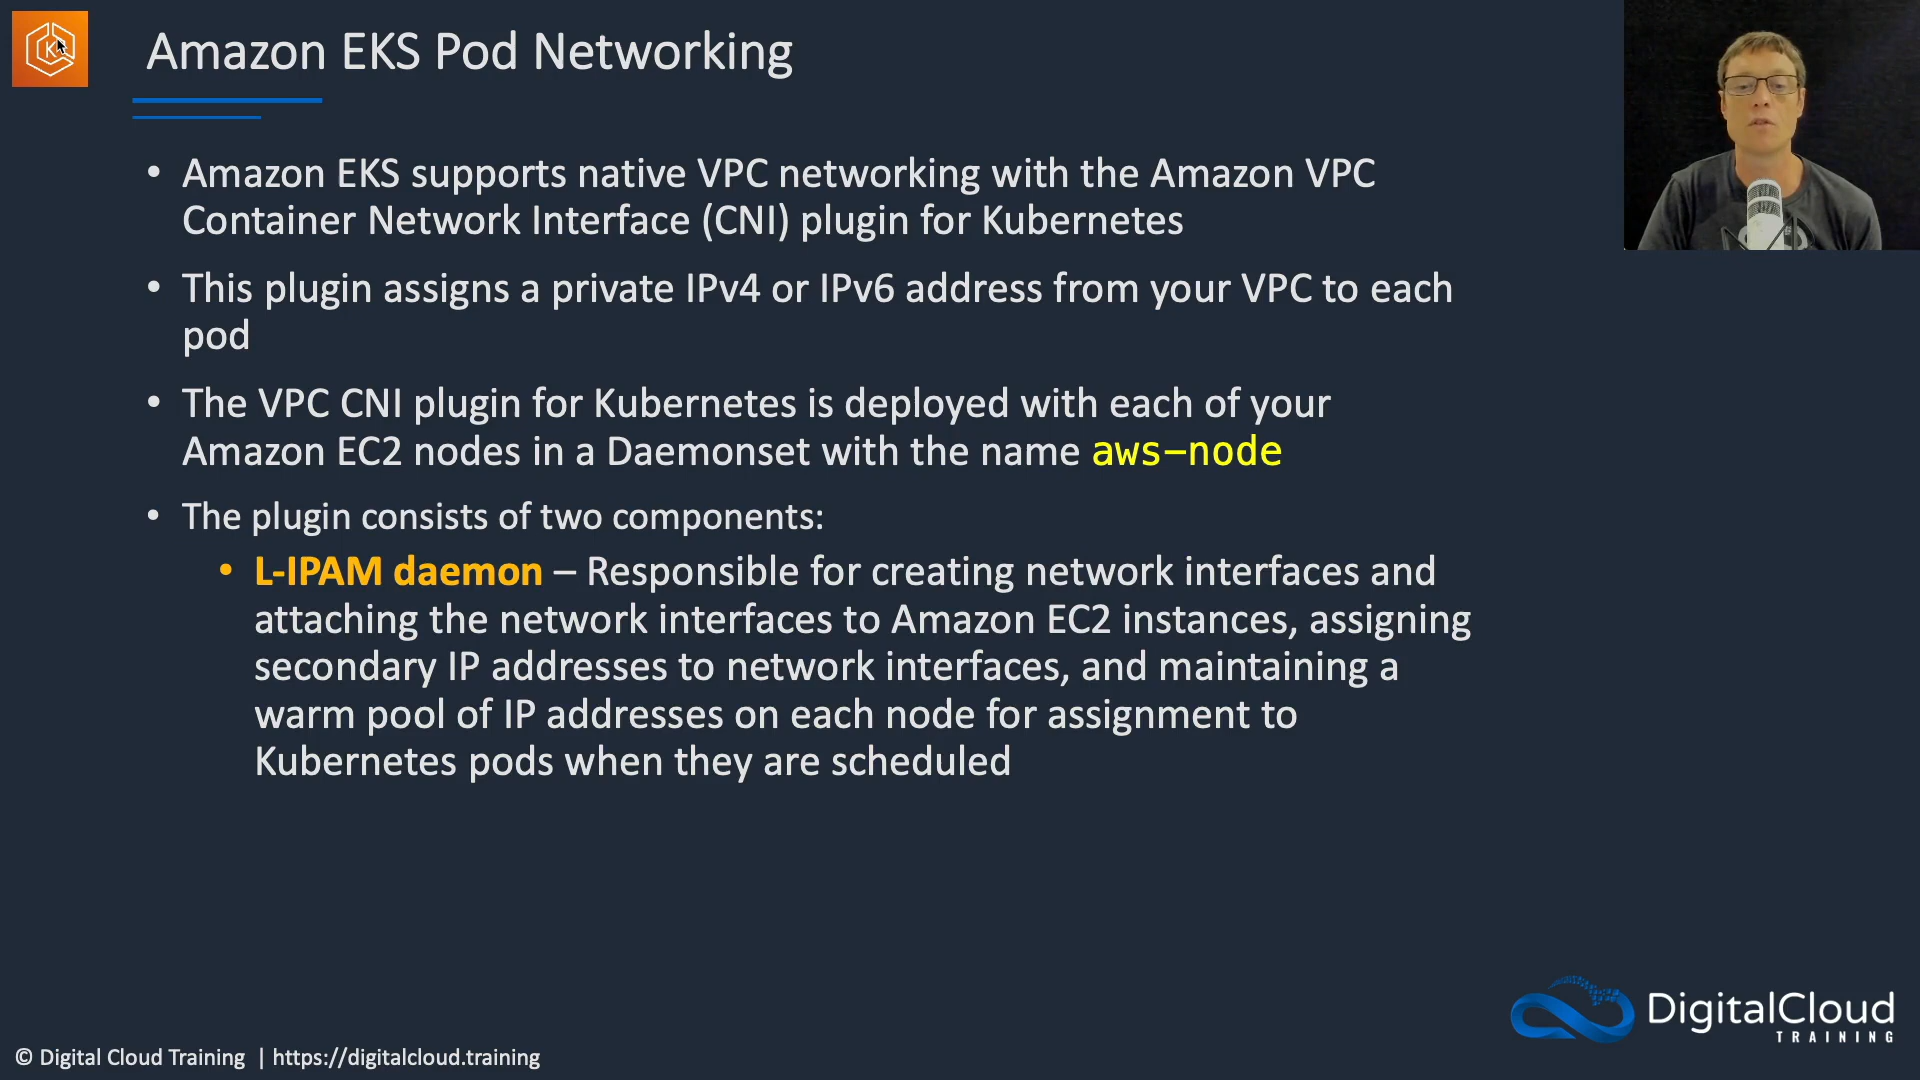 Amazon EKS Pod Networking
• Amazon EKS supports native VPC networking with the Amazon VPC
Container Network Interface (CNI) plugin for Kubernetes
• This plugin assigns a private IPv4 or IPv6 address from your VPC to each
pod
• The VPC CNI plugin for Kubernetes is deployed with each of your
Amazon EC2 nodes in a Daemonset with the name aws-node
• The plugin consists of two components:
• L-IPAM daemon – Responsible for creating network interfaces and
attaching the network interfaces to Amazon EC2 instances, assigning
secondary IP addresses to network interfaces, and maintaining a
warm pool of IP addresses on each node for assignment to
Kubernetes pods when they are scheduled
DigitalCloud
TRAINING
© Digital Cloud Training | https://digitalcloud.training